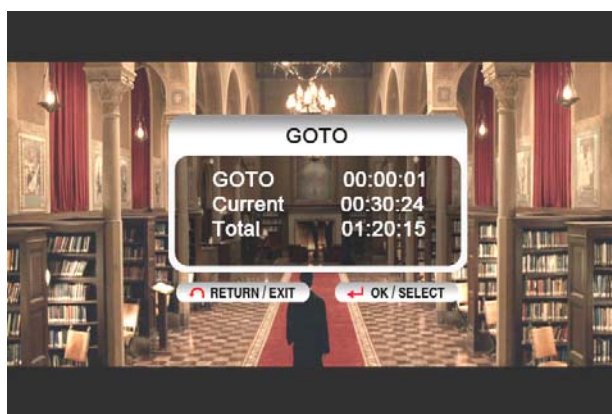 GOTO
GOTO 00:00:01
Current 00:30:24
Total 01:20:15
RETURN / EXIT
OK / SELECT